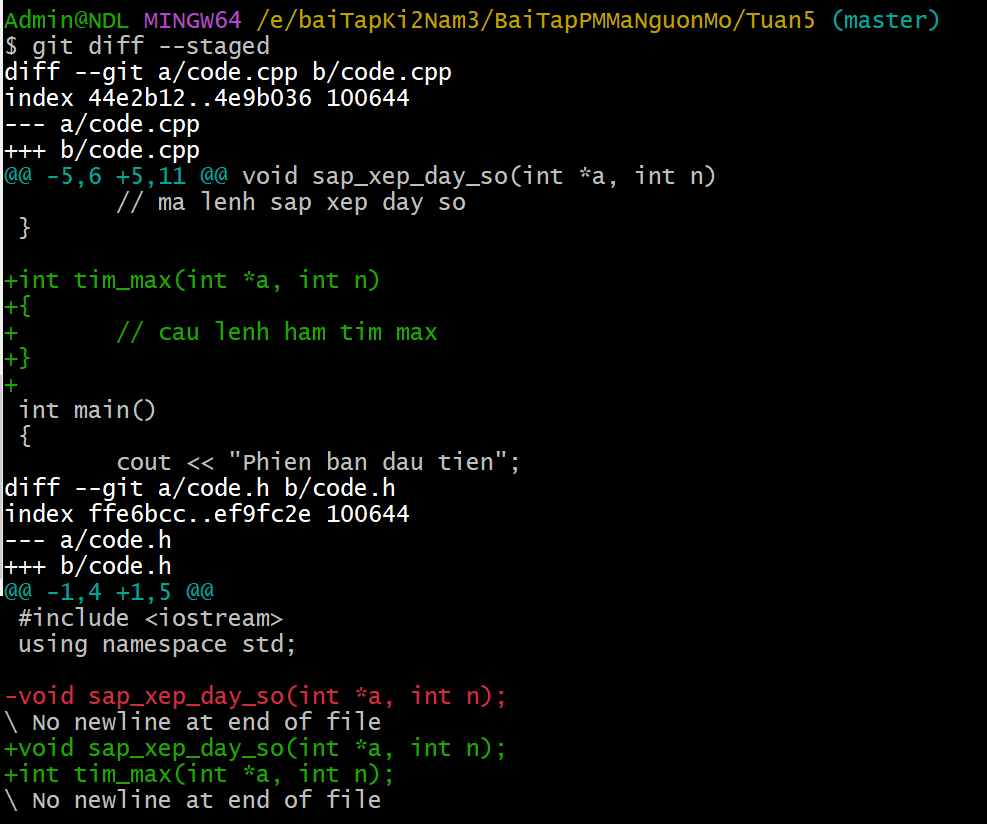 Admin@NDL MINGW64 /e/baiTapKi2Nam3/BaiTapPMMaNguonMo/Tuan5 (master)
$ git diff --staged
diff --git a/code.cpp b/code.cpp
index 44e2b12..4e9b036 100644
--- a/code.cpp
+++ b/code.cpp
@@ -5,6 +5,11 @@ void sap_xep_day_so(int *a, int n)
        // ma lenh sap xep day so
 }

+int tim_max(int *a, int n)
+{
+       // cau lenh ham tim max
+}
+
 int main()
 {
        cout << "Phien ban dau tien";
diff --git a/code.h b/code.h
index ffe6bcc..ef9fc2e 100644
--- a/code.h
+++ b/code.h
@@ -1,4 +1,5 @@
 #include <iostream>
 using namespace std;

-void sap_xep_day_so(int *a, int n);
\ No newline at end of file
+void sap_xep_day_so(int *a, int n);
+int tim_max(int *a, int n);
\ No newline at end of file